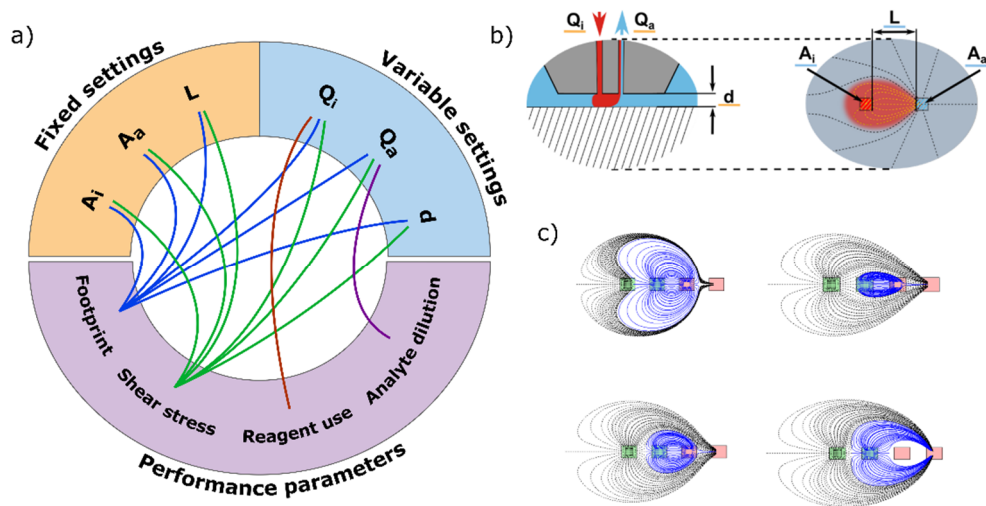 a)
Fixed settings
Variable settings
Ai
Aa
L
Qi
Qa
d
Footprint
Shear stress
Reagent use
Analyte dilution
Performance parameters
b)
Qi
Qa
d
L
Ai
Aa
c)